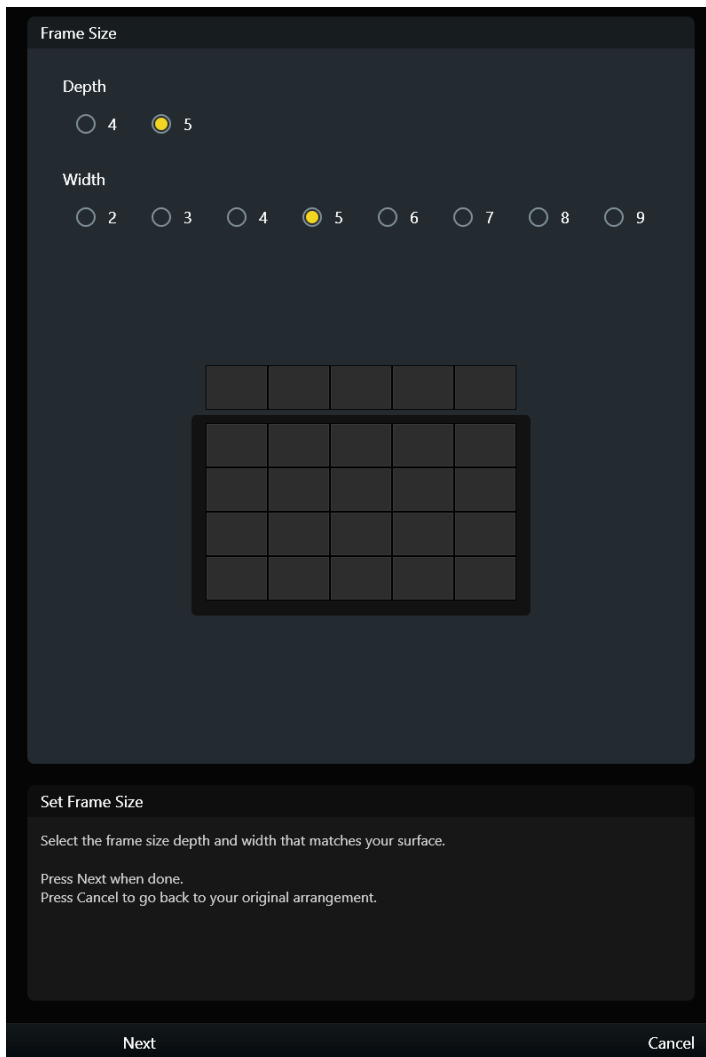 Frame Size
Depth
4 5
Width
2 3 4 5 6 7 8 9
Set Frame Size
Select the frame size depth and width that matches your surface.
Press Next when done.
Press Cancel to go back to your original arrangement.
Next Cancel